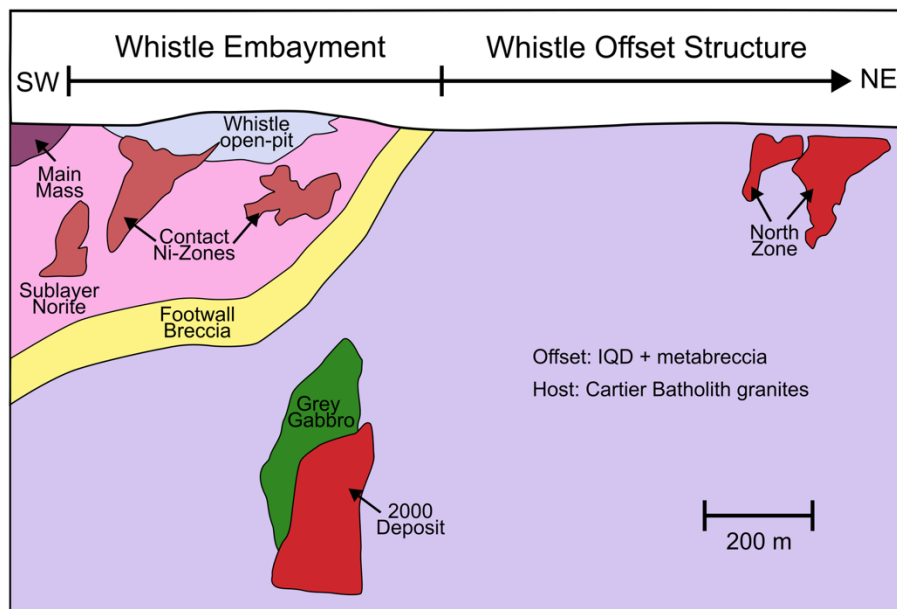 Whistle Embayment
Whistle Offset Structure
SW
NE
Whistle
open-pit
Main
Mass
Contact
Ni-Zones
North
Zone
Sublayer
Norite
Footwall
Breccia
Offset: IQD + metabreccia
Host: Cartier Batholith granites
Grey
Gabbro
2000
Deposit
200 m